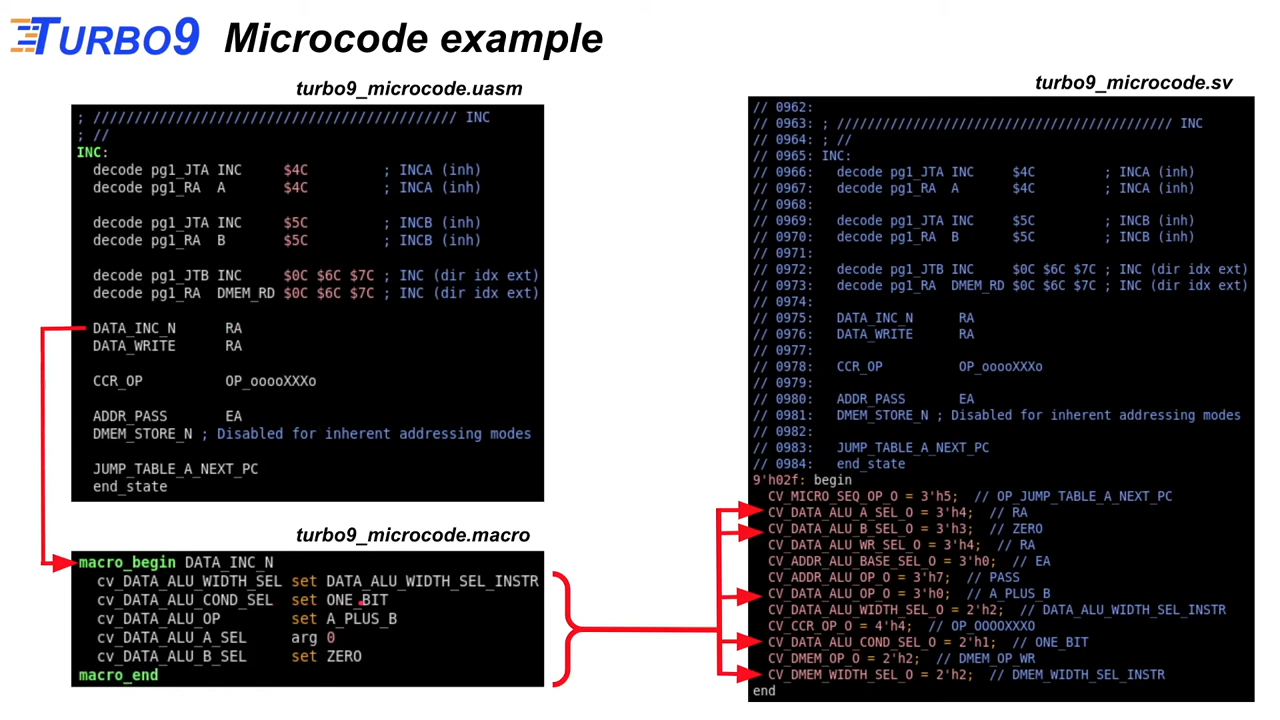 TURBO9 Microcode example
turbo9_microcode.uasm
; //////////////////////////////////////////// INC
; //
INC:
decode pg1_JTA INC $4C ; INCA (inh)
decode pg1_RA A $4C ; INCA (inh)
decode pg1_JTA INC $5C ; INCB (inh)
decode pg1_RA B $5C ; INCB (inh)
decode pg1_JTB INC $0C $6C $7C ; INC (dir idx ext)
decode pg1_RA DMEM_RD $0C $6C $7C ; INC (dir idx ext)
DATA_INC_N RA
DATA_WRITE RA
CCR_OP OP_ooooXXXo
ADDR_PASS EA
DMEM_STORE_N ; Disabled for inherent addressing modes
JUMP_TABLE_A_NEXT_PC
end_state
turbo9_microcode.macro
macro_begin DATA_INC_N
cv_DATA_ALU_WIDTH_SEL set DATA_ALU_WIDTH_SEL_INSTR
cv_DATA_ALU_COND_SEL set ONE_BIT
cv_DATA_ALU_OP set A_PLUS_B
cv_DATA_ALU_A_SEL arg 0
cv_DATA_ALU_B_SEL set ZERO
macro_end
turbo9_microcode.sv
// 0962:
// 0963: ; //////////////////////////////////////////// INC
// 0964: ; //
// 0965: INC:
// 0966: decode pg1_JTA INC $4C ; INCA (inh)
// 0967: decode pg1_RA A $4C ; INCA (inh)
// 0968:
// 0969: decode pg1_JTA INC $5C ; INCB (inh)
// 0970: decode pg1_RA B $5C ; INCB (inh)
// 0971:
// 0972: decode pg1_JTB INC $0C $6C $7C ; INC (dir idx ext)
// 0973: decode pg1_RA DMEM_RD $0C $6C $7C ; INC (dir idx ext)
// 0974:
// 0975: DATA_INC_N RA
// 0976: DATA_WRITE RA
// 0977:
// 0978: CCR_OP OP_ooooXXXo
// 0979:
// 0980: ADDR_PASS EA
// 0981: DMEM_STORE_N ; Disabled for inherent addressing modes
// 0982:
// 0983: JUMP_TABLE_A_NEXT_PC
// 0984: end_state
9'h02f: begin
CV_MICRO_SEQ_OP_O = 3'h5; // OP_JUMP_TABLE_A_NEXT_PC
CV_DATA_ALU_A_SEL_O = 3'h4; // RA
CV_DATA_ALU_B_SEL_O = 3'h3; // ZERO
CV_DATA_ALU_WR_SEL_O = 3'h4; // RA
CV_ADDR_ALU_BASE_SEL_O = 3'h0; // EA
CV_ADDR_ALU_OP_O = 3'h7; // PASS
CV_DATA_ALU_OP_O = 3'h0; // A_PLUS_B
CV_DATA_ALU_WIDTH_SEL_O = 2'h2; // DATA_ALU_WIDTH_SEL_INSTR
CV_CCR_OP_O = 4'h4; // OP_OOOOXXXO
CV_DATA_ALU_COND_SEL_O = 2'h1; // ONE_BIT
CV_DMEM_OP_O = 2'h2; // DMEM_OP_WR
CV_DMEM_WIDTH_SEL_O = 2'h2; // DMEM_WIDTH_SEL_INSTR
end